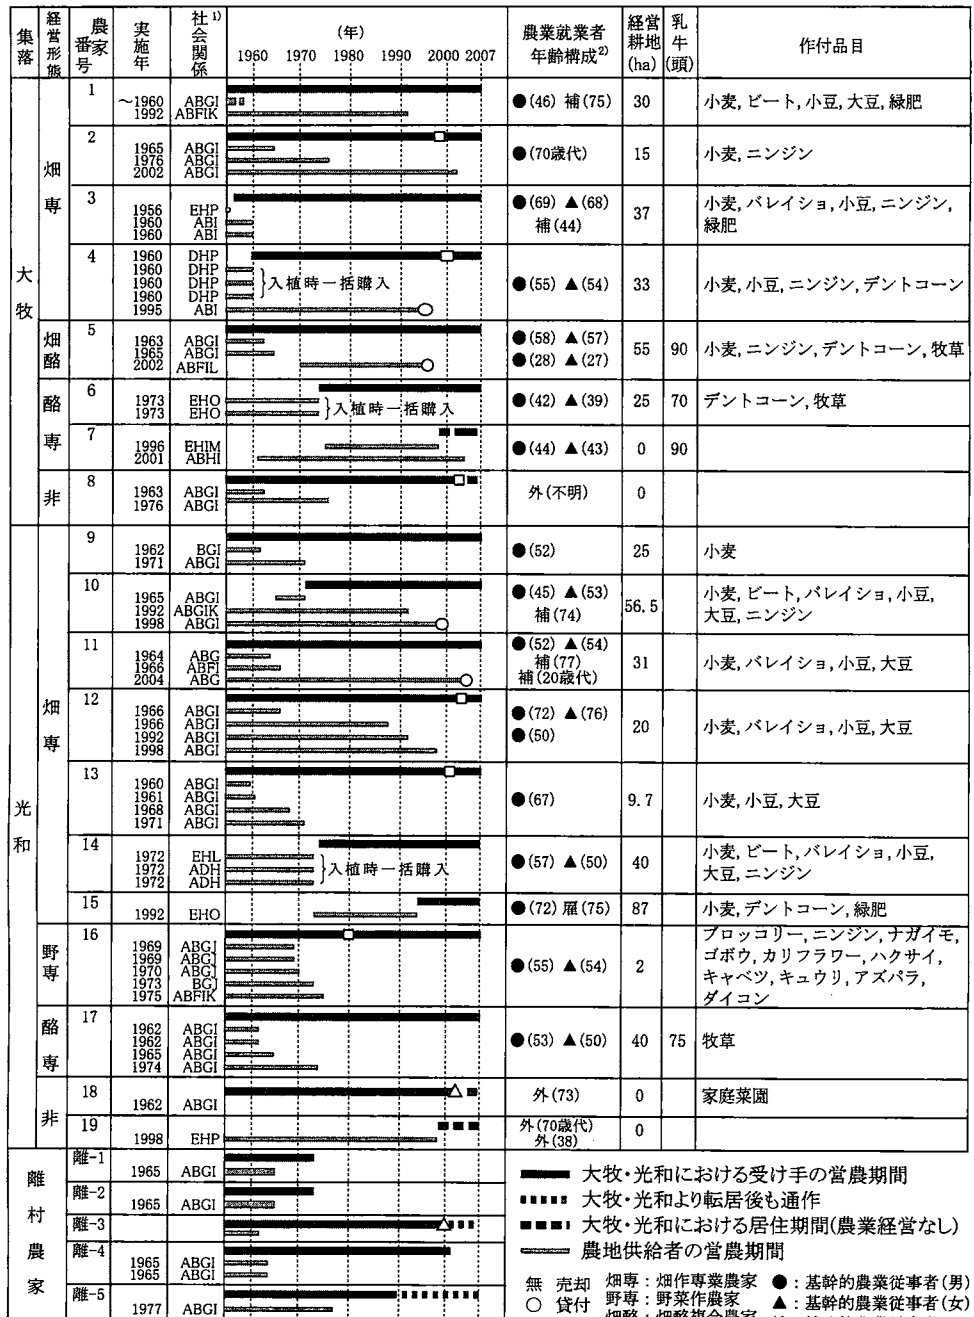 集落 経営形態 農家番号 実施年 社会関係1) (年) 農業就業者年齢構成2) 経営耕地(ha) 乳牛(頭) 作付品目
1960 1970 1980 1990 2000 2007
大牧
畑専
1 ●(46) 補(75) 30 小麦,ビート,小豆,大豆,緑肥
~1960 ABGI
1992 ABFIK
2 ●(70歳代) 15 小麦,ニンジン
1965 ABGI
1976 ABGI
2002 ABGI
3 ●(69) ▲(68) 補(44) 37 小麦,バレイショ,小豆,ニンジン,緑肥
1956 EHP
1960 ABI
1960 ABI
4 ●(55) ▲(54) 33 小麦,小豆,ニンジン,デントコーン
1960 DHP
1960 DHP
1960 DHP }入植時一括購入
1960 DHP
1995 ABI
畑酪
5 ●(58) ▲(57) ●(28) ▲(27) 55 90 小麦,ニンジン,デントコーン,牧草
1963 ABGI
1965 ABGI
2002 ABFIL
酪専
6 ●(42) ▲(39) 25 70 デントコーン,牧草
1973 EHO }入植時一括購入
1973 EHO
7 ●(44) ▲(43) 0 90
1996 EHIM
2001 ABHI
非
8 外(不明) 0
1963 ABGI
1976 ABGI
光和
畑専
9 ●(52) 25 小麦
1962 BGI
1971 ABGI
10 ●(45) ▲(53) 補(74) 56.5 小麦,ビート,バレイショ,小豆,大豆,ニンジン
1965 ABGI
1992 ABGIK
1998 ABGI
11 ●(52) ▲(54) 補(77) 補(20歳代) 31 小麦,バレイショ,小豆,大豆
1964 ABG
1966 ABFI
2004 ABG
12 ●(72) ▲(76) ●(50) 20 小麦,バレイショ,小豆,大豆
1966 ABGI
1966 ABGI
1992 ABGI
1998 ABGI
13 ●(67) 9.7 小麦,小豆,大豆
1960 ABGI
1961 ABGI
1968 ABGI
1971 ABGI
14 ●(57) ▲(50) 40 小麦,ビート,バレイショ,小豆,大豆,ニンジン
1972 EHL
1972 ADH }入植時一括購入
1972 ADH
15 ●(72) 雇(75) 87 小麦,デントコーン,緑肥
1992 EHO
野専
16 ●(55) ▲(54) 2 ブロッコリー,ニンジン,ナガイモ,ゴボウ,カリフラワー,ハクサイ,キャベツ,キュウリ,アズパラ,ダイコン
1969 ABGJ
1969 ABGJ
1970 ABGJ
1973 BGJ
1975 ABFIK
酪専
17 ●(53) ▲(50) 40 75 牧草
1962 ABGI
1962 ABGI
1965 ABGI
1974 ABGI
非
18 外(73) 0 家庭菜園
1962 ABGI
19 外(70歳代) 外(38) 0
1998 EHP
離村農家
離-1
1965 ABGI
離-2
1965 ABGI
離-3
離-4
1965 ABGI
1965 ABGI
離-5
1977 ABGI
大牧・光和における受け手の営農期間
大牧・光和より転居後も通作
大牧・光和における居住期間(農業経営なし)
農地供給者の営農期間
無 売却 畑専:畑作専業農家 ●:基幹的農業従事者(男)
○ 貸付 野専:野菜作農家 ▲:基幹的農業従事者(女)